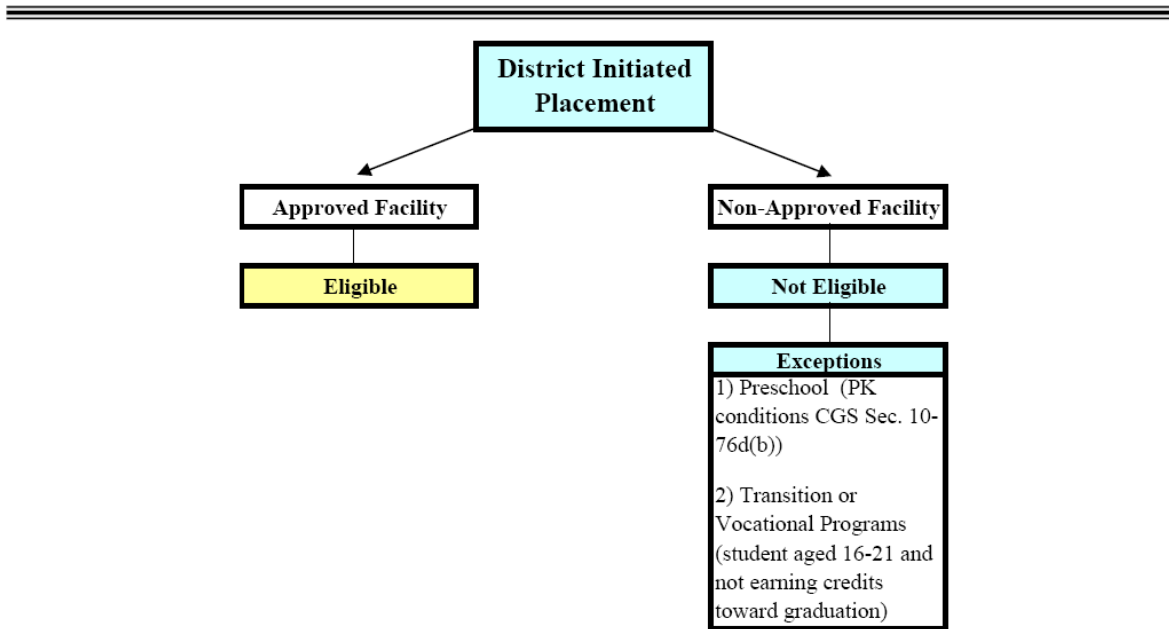 District Initiated
Placement
Approved Facility
Non-Approved Facility
Eligible
Not Eligible
Exceptions
1) Preschool  (PK
conditions CGS Sec. 10-
76d(b))
2) Transition or
Vocational Programs
(student aged 16-21 and
not earning credits
toward graduation)